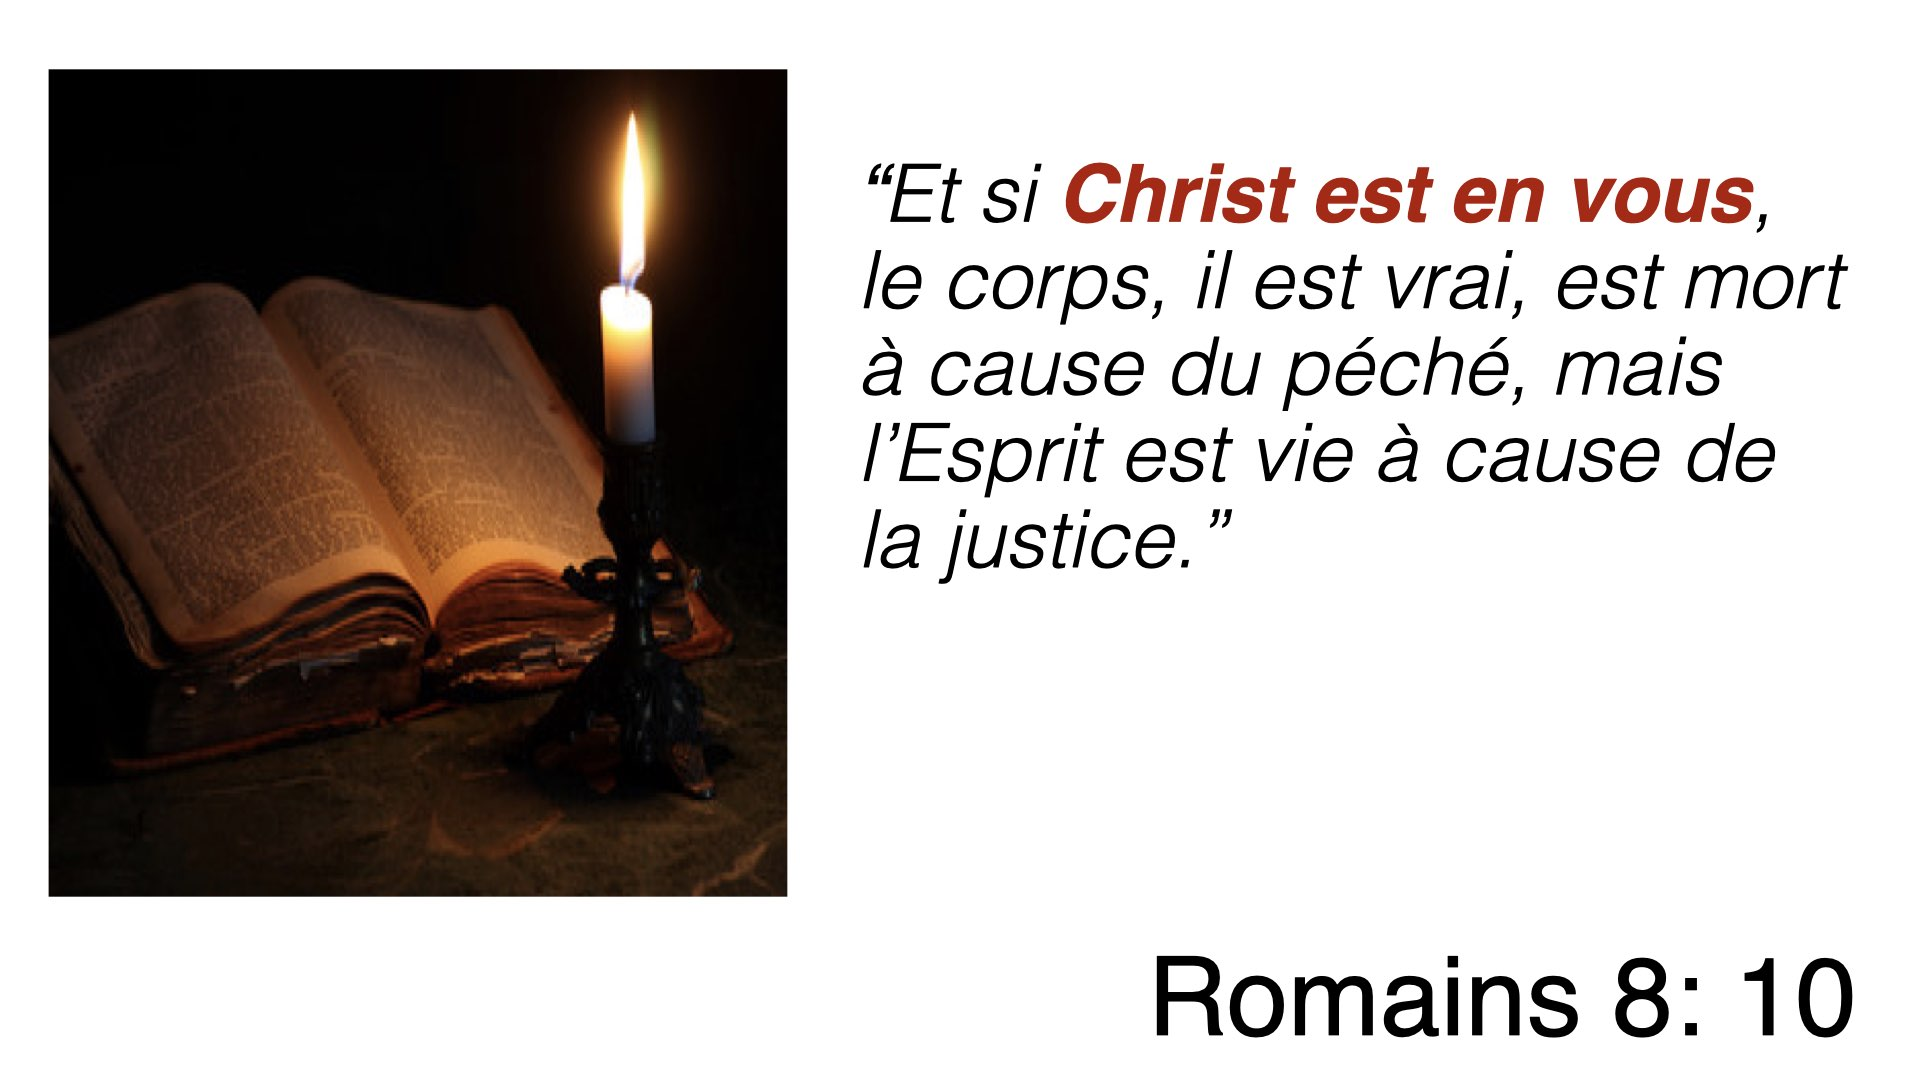 “Et si Christ est en vous,
le corps, il est vrai, est mort
à cause du péché, mais
l’Esprit est vie à cause de
la justice.”
Romains 8: 10